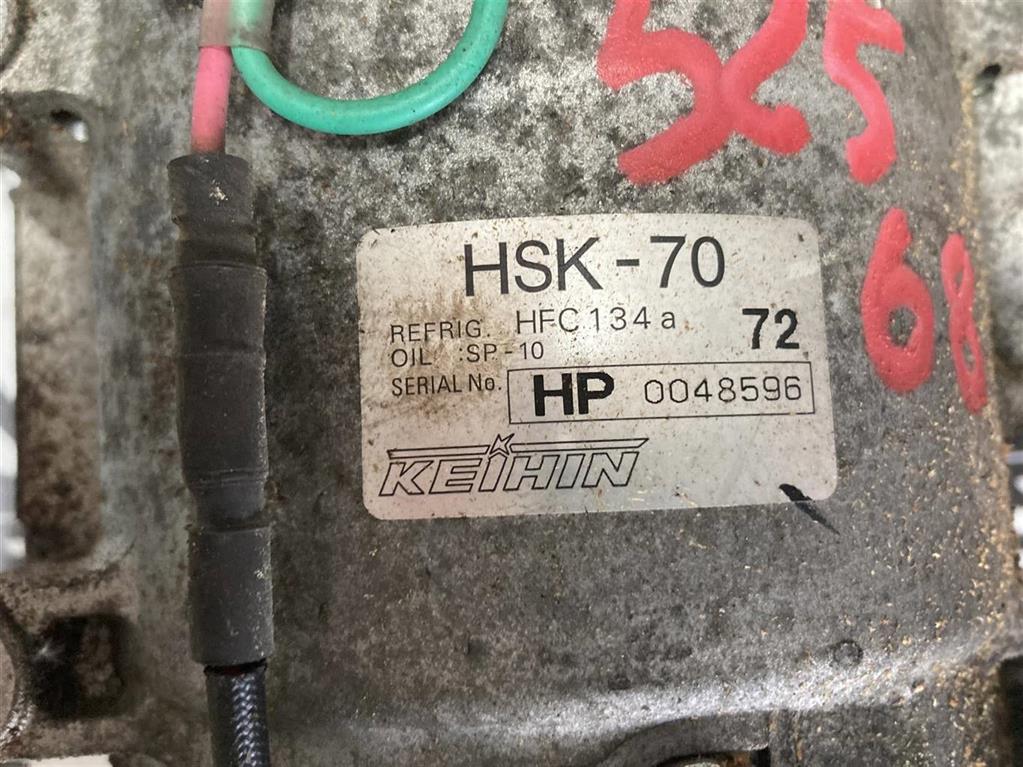 525
68
HSK-70
REFRIG. HFC134a
72
OIL :SP-10
SERIAL No. HP 0048596
KEIHIN